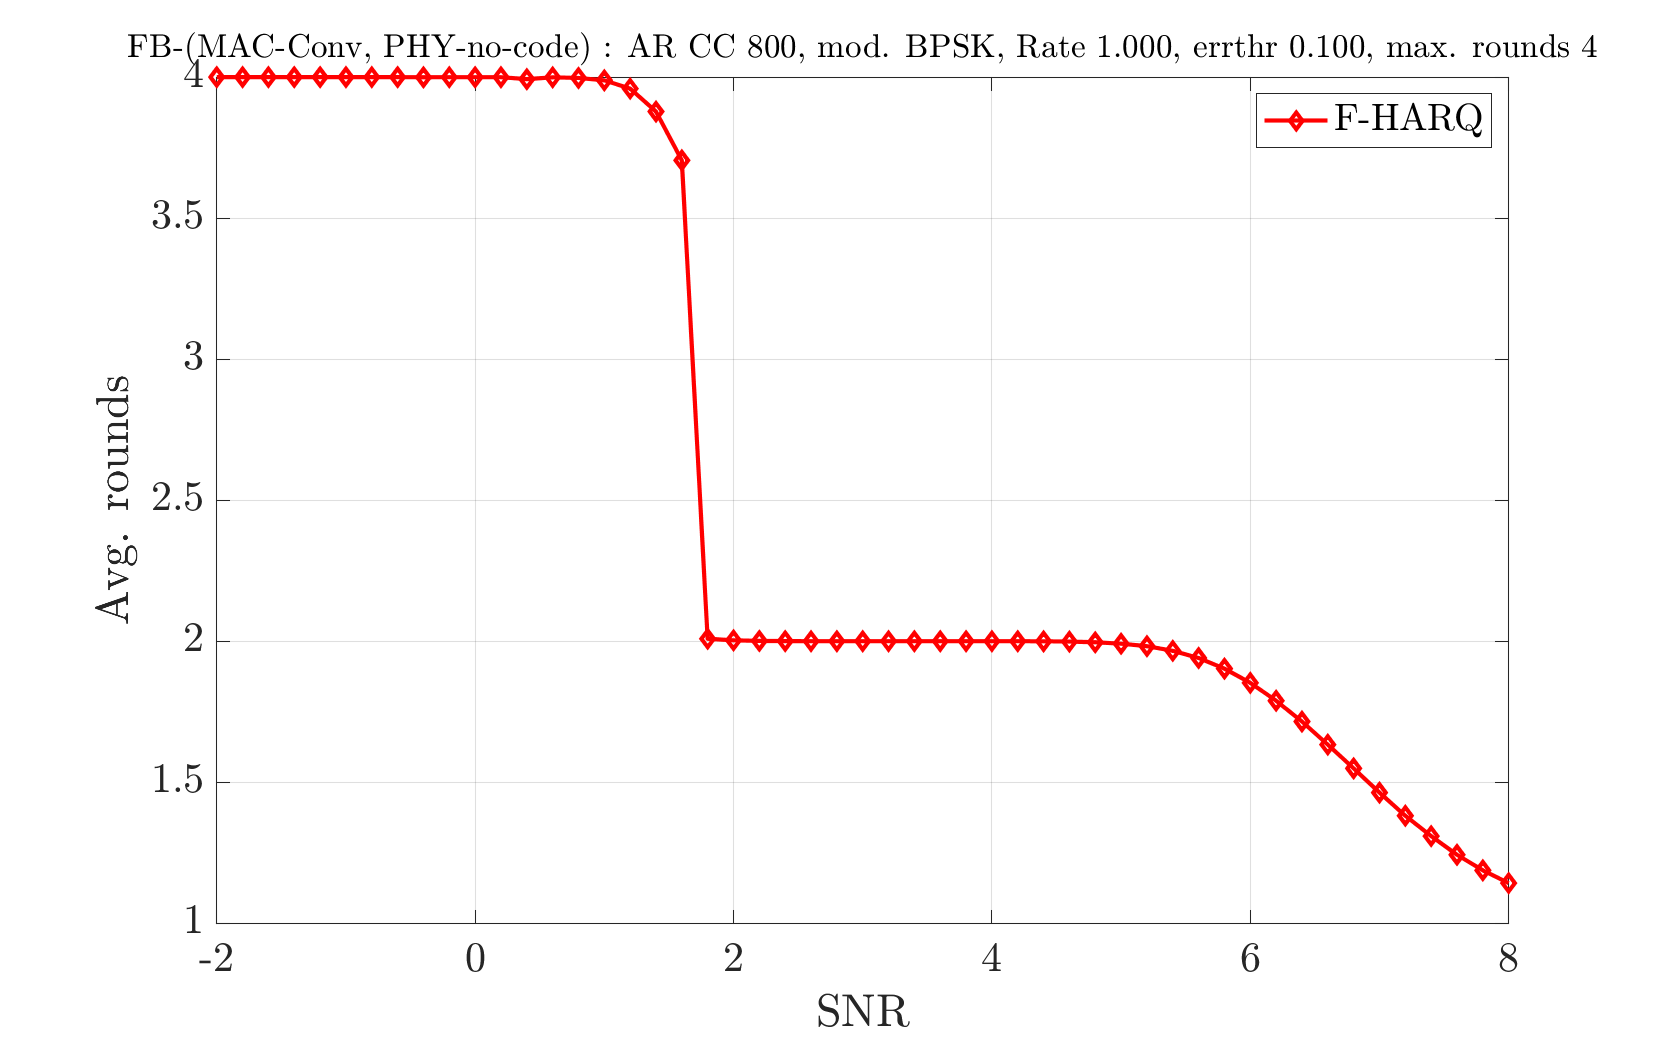 FB-(MAC-Conv, PHY-no-code) : AR CC 800, mod. BPSK, Rate 1.000, errthr 0.100, max. rounds 4
F-HARQ
4
3.5
3
2.5
2
1.5
1
Avg. rounds
-2 0 2 4 6 8
SNR